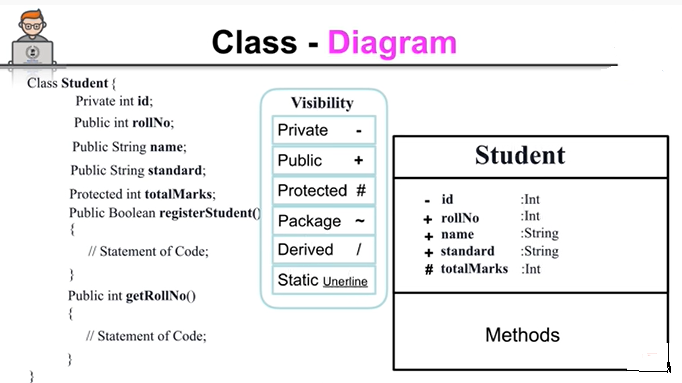 Class - Diagram
Class Student {
Private int id;
Public int rollNo;
Public String name;
Public String standard;
Protected int totalMarks;
Public Boolean registerStudent()
{
// Statement of Code;
}
Public int getRollNo()
{
// Statement of Code;
}
}
Visibility
Private -
Public +
Protected #
Package ~
Derived /
Static Unerline
Student
- id :Int
+ rollNo :Int
+ name :String
+ standard :String
# totalMarks :Int
Methods